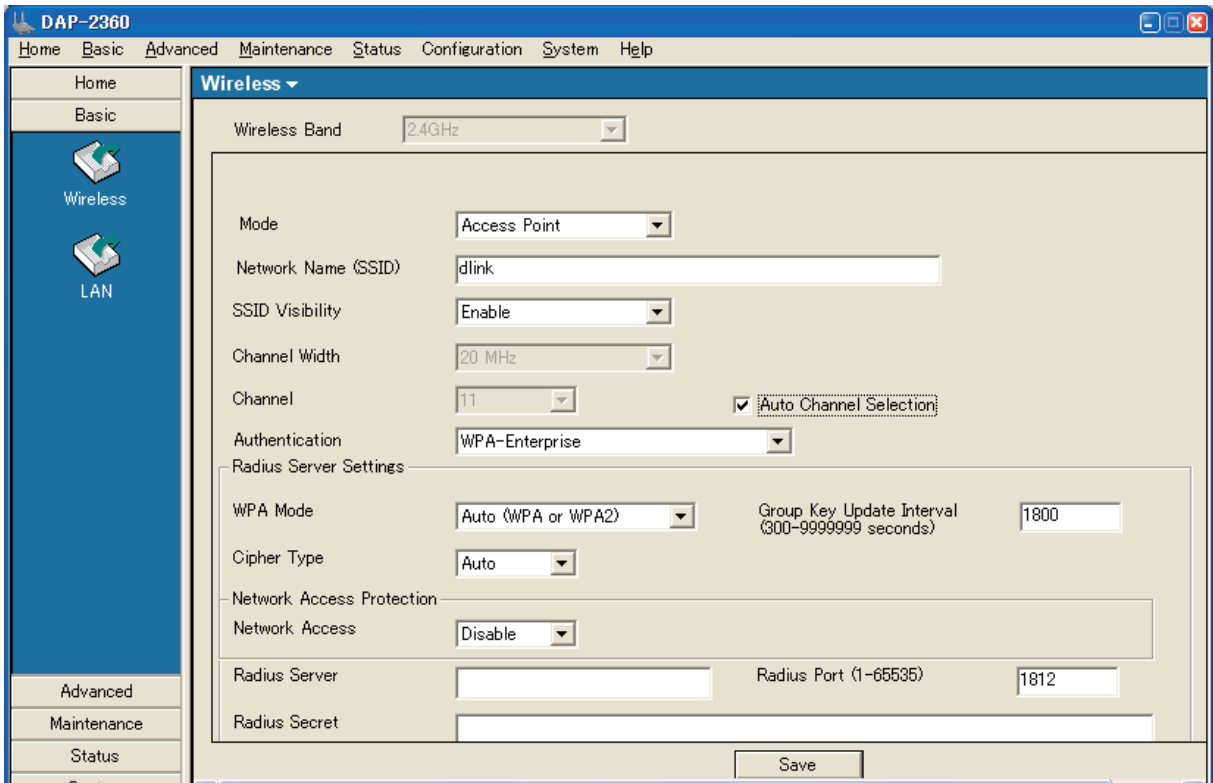 DAP-2360
Home Basic Advanced Maintenance Status Configuration System Help
Home
Basic
Wireless
LAN
Advanced
Maintenance
Status
Wireless
Wireless Band 2.4GHz
Mode Access Point
Network Name (SSID) dlink
SSID Visibility Enable
Channel Width 20 MHz
Channel 11 Auto Channel Selection
Authentication WPA-Enterprise
Radius Server Settings
WPA Mode Auto (WPA or WPA2) Group Key Update Interval
(300-9999999 seconds) 1800
Cipher Type Auto
Network Access Protection
Network Access Disable
Radius Server Radius Port (1-65535) 1812
Radius Secret
Save